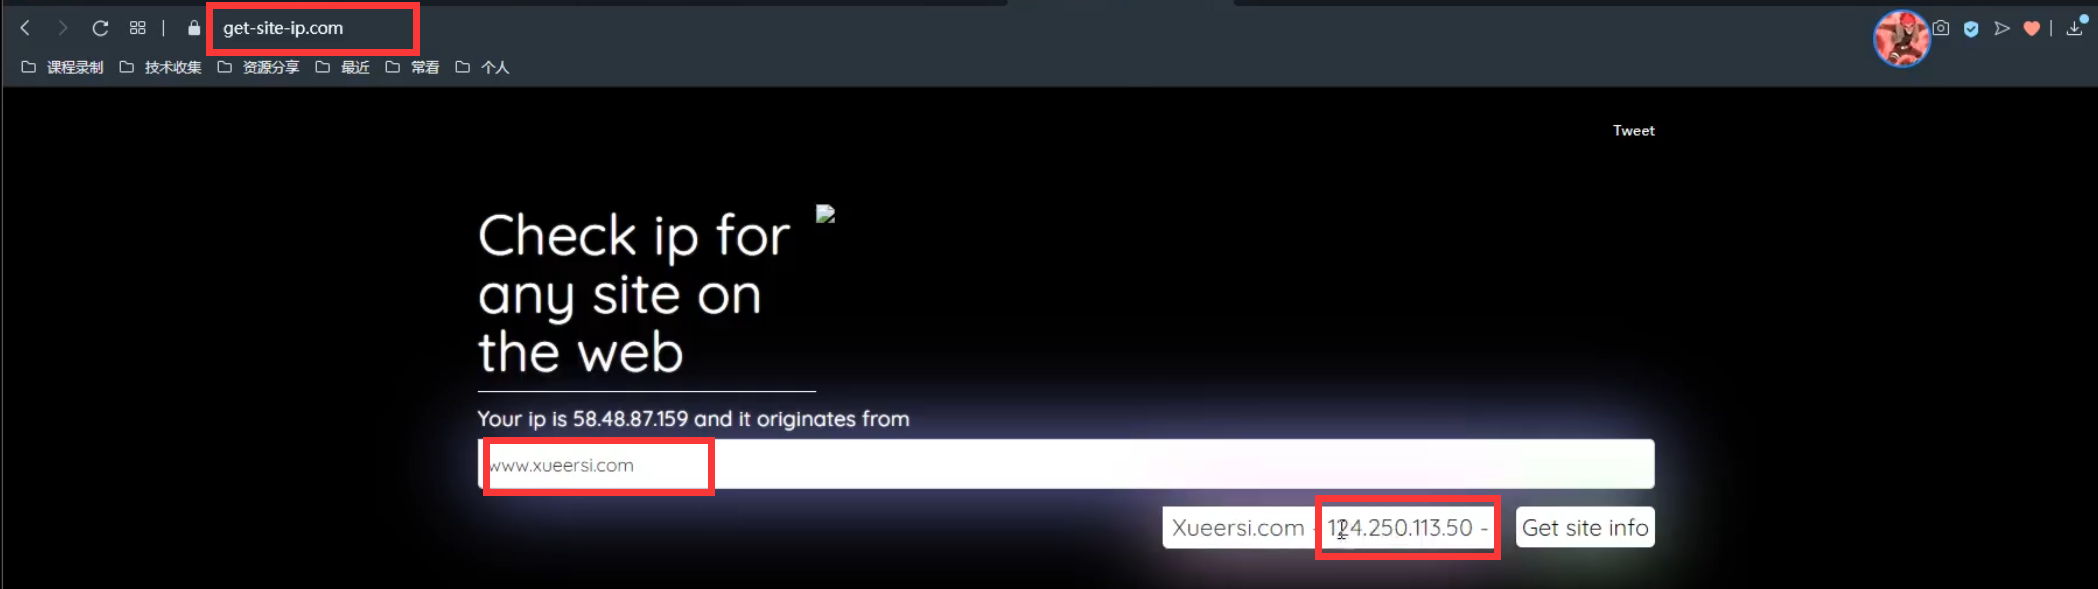 get-site-ip.com
课程录制 技术收集 资源分享 最近 常看 个人
Tweet
Check ip for
any site on
the web
Your ip is 58.48.87.159 and it originates from
www.xueersi.com
Xueersi.com - 124.250.113.50 - Get site info